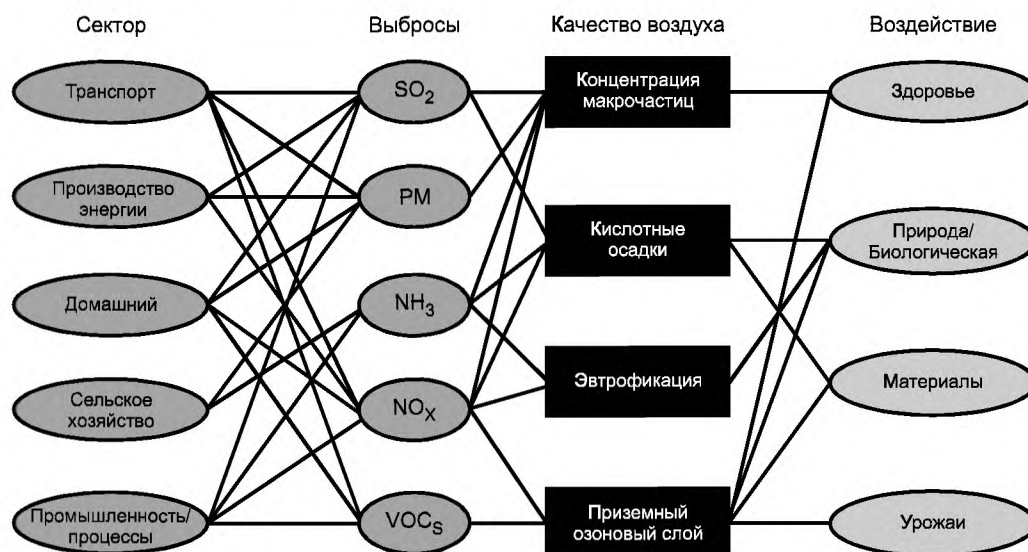 Сектор
Выбросы
Качество воздуха
Воздействие
Транспорт
SO2
Концентрация
макрочастиц
Здоровье
Производство
энергии
PM
Кислотные
осадки
Природа/
Биологическая
Домашний
NH3
Эвтрофикация
Материалы
Сельское
хозяйство
NOX
Промышленность/
процессы
VOCS
Приземный
озоновый слой
Урожаи